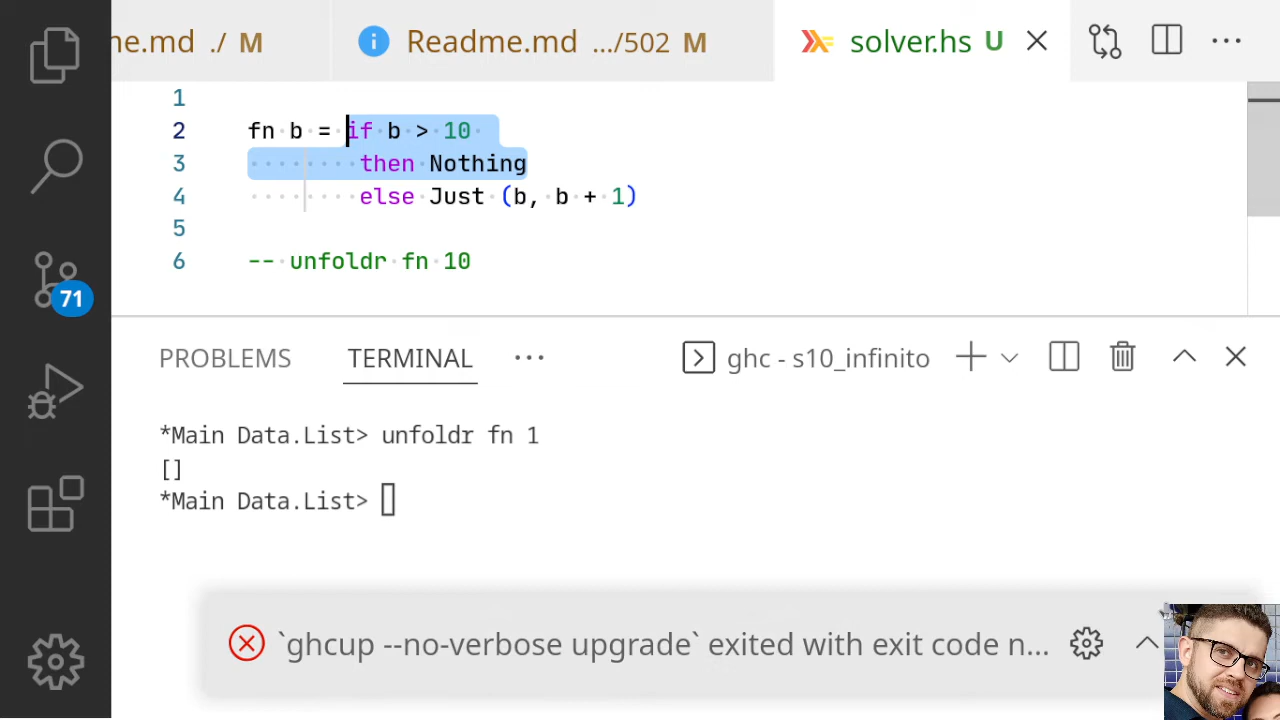 me.md ./ M
Readme.md .../502 M
solver.hs U
1
2 fn b = if b > 10
3 then Nothing
4 else Just (b, b + 1)
5
6 -- unfoldr fn 10
71
PROBLEMS TERMINAL ...
ghc - s10_infinito
*Main Data.List> unfoldr fn 1
[]
*Main Data.List>
`ghcup --no-verbose upgrade` exited with exit code n...